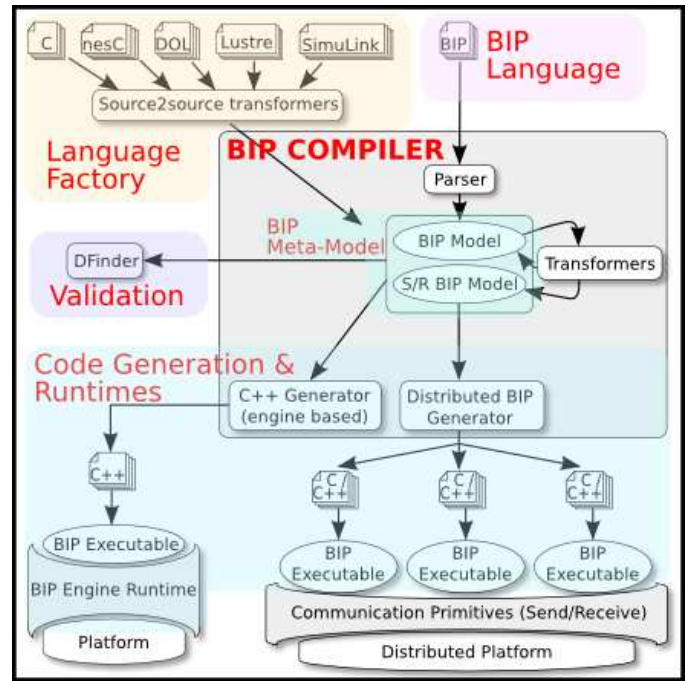 C
nesC
DOL
Lustre
SimuLink
BIP
BIP
Language
Source2source transformers
Language
Factory
BIP COMPILER
Parser
BIP
Meta-Model
BIP Model
Transformers
S/R BIP Model
DFinder
Validation
Code Generation &
Runtimes
C++ Generator
(engine based)
Distributed BIP
Generator
C++
C /
C++
C /
C++
C /
C++
BIP Executable
BIP
Executable
BIP
Executable
BIP
Executable
BIP Engine Runtime
Communication Primitives (Send/Receive)
Platform
Distributed Platform